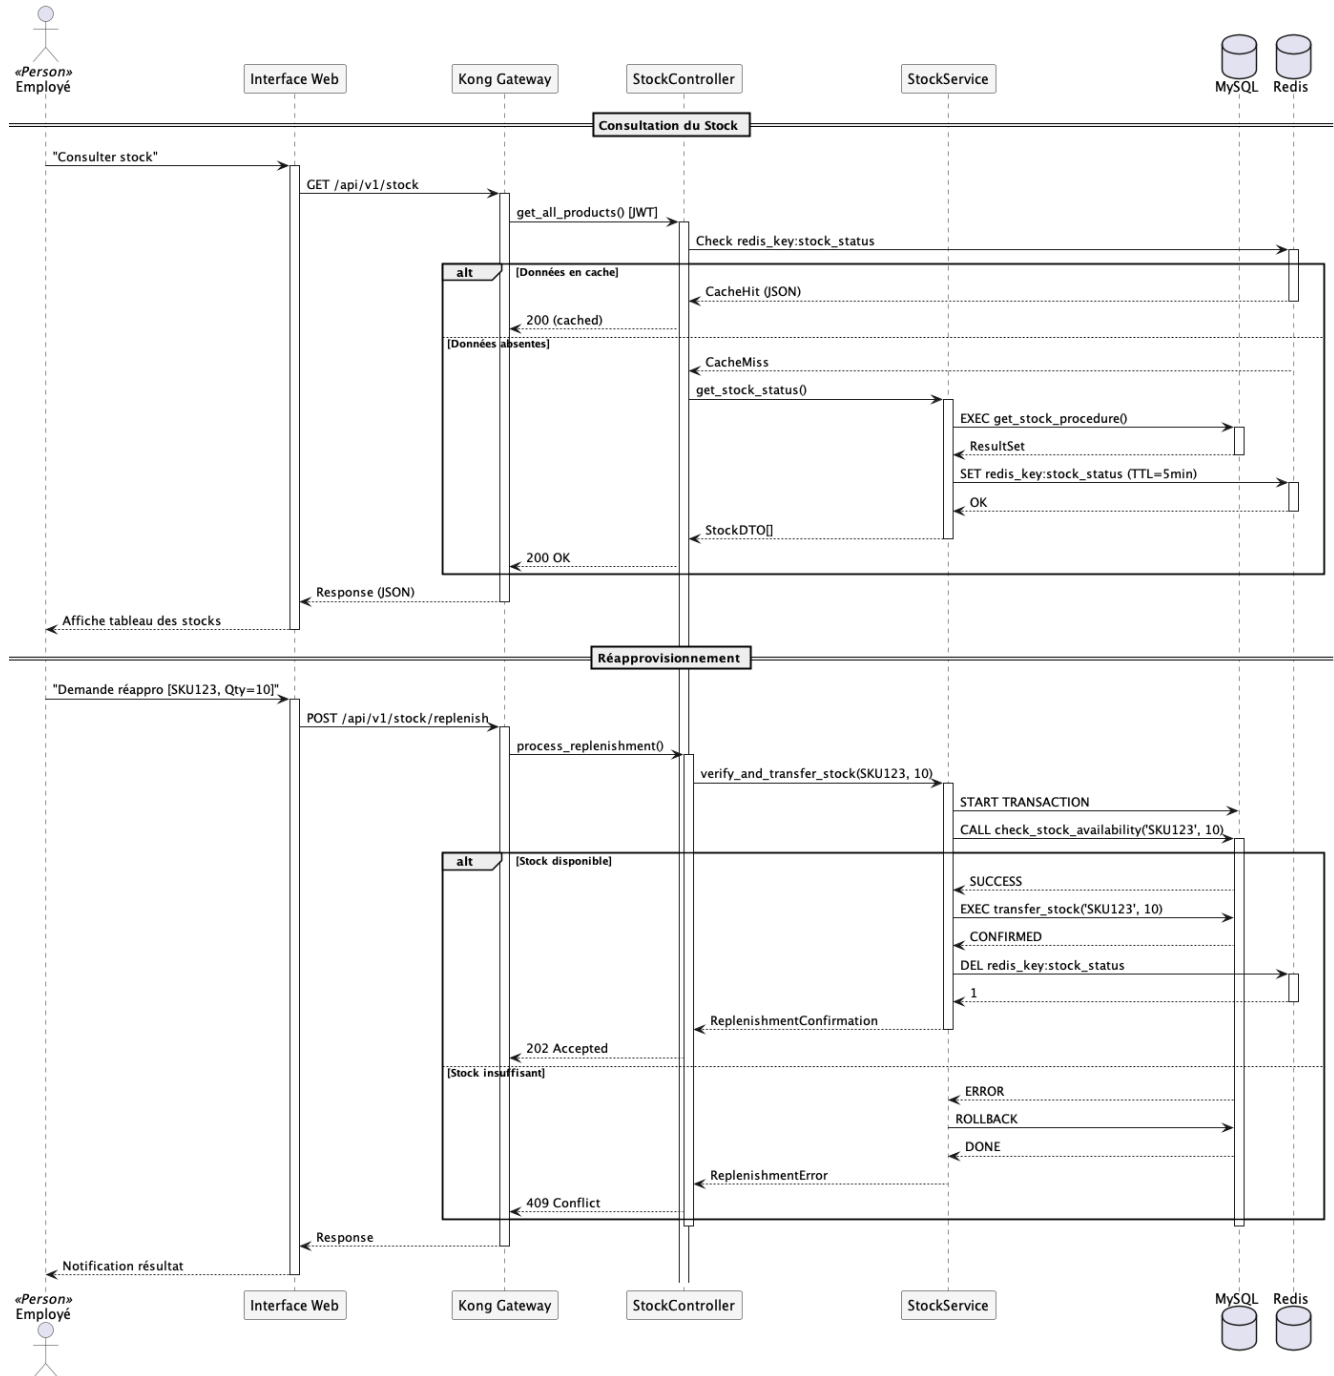 «Person»
Employé
Interface Web
Kong Gateway
StockController
StockService
MySQL
Redis
Consultation du Stock
"Consulter stock"
GET /api/v1/stock
get_all_products() [JWT]
Check redis_key:stock_status
alt
[Données en cache]
CacheHit (JSON)
200 (cached)
[Données absentes]
CacheMiss
get_stock_status()
EXEC get_stock_procedure()
ResultSet
SET redis_key:stock_status (TTL=5min)
OK
StockDTO[]
200 OK
Response (JSON)
Affiche tableau des stocks
Réapprovisionnement
"Demande réappro [SKU123, Qty=10]"
POST /api/v1/stock/replenish
process_replenishment()
verify_and_transfer_stock(SKU123, 10)
START TRANSACTION
CALL check_stock_availability('SKU123', 10)
alt
[Stock disponible]
SUCCESS
EXEC transfer_stock('SKU123', 10)
CONFIRMED
DEL redis_key:stock_status
1
ReplenishmentConfirmation
202 Accepted
[Stock insuffisant]
ERROR
ROLLBACK
DONE
ReplenishmentError
409 Conflict
Response
Notification résultat
«Person»
Employé
Interface Web
Kong Gateway
StockController
StockService
MySQL
Redis